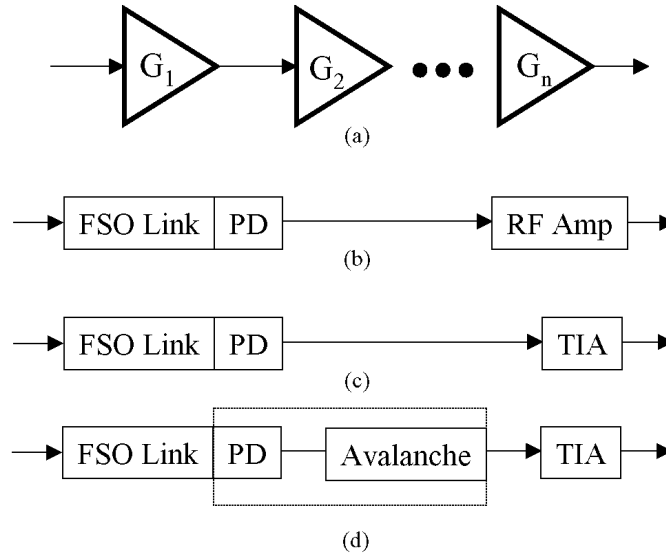 G1 G2 Gn
(a)
FSO Link PD RF Amp
(b)
FSO Link PD TIA
(c)
FSO Link PD Avalanche TIA
(d)